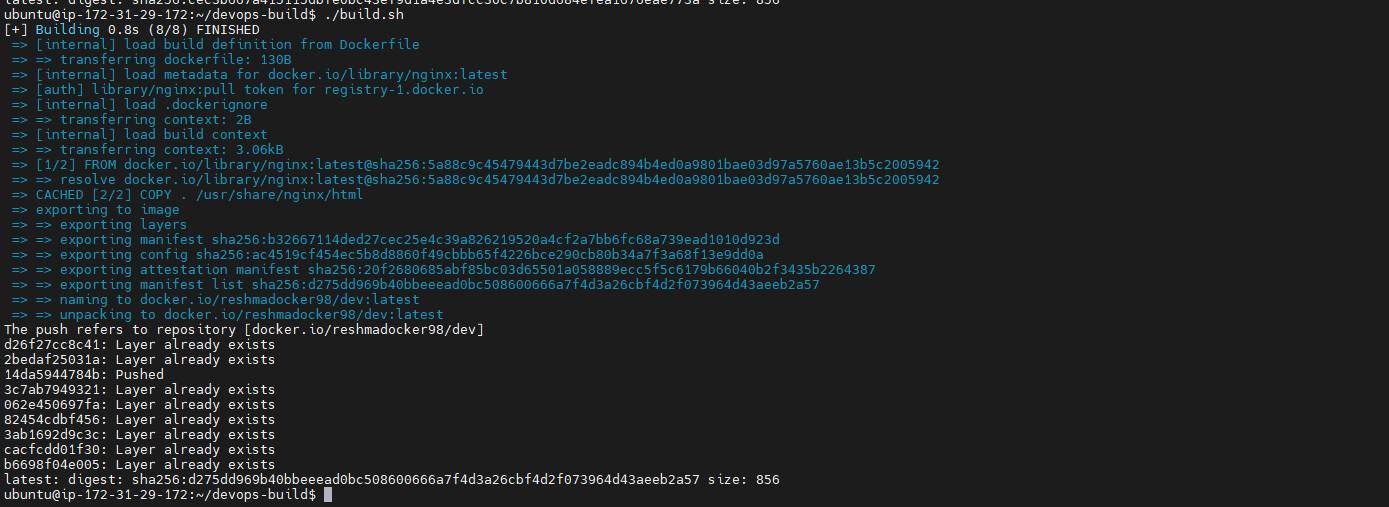 ubuntu@ip-172-31-29-172:~/devops-build$ ./build.sh
[+] Building 0.8s (8/8) FINISHED
=> [internal] load build definition from Dockerfile
=> => transferring dockerfile: 130B
=> [internal] load metadata for docker.io/library/nginx:latest
=> [auth] library/nginx:pull token for registry-1.docker.io
=> [internal] load .dockerignore
=> => transferring context: 2B
=> [internal] load build context
=> => transferring context: 3.06kB
=> [1/2] FROM docker.io/library/nginx:latest@sha256:5a88c9c45479443d7be2eadc894b4ed0a9801bae03d97a5760ae13b5c2005942
=> => resolve docker.io/library/nginx:latest@sha256:5a88c9c45479443d7be2eadc894b4ed0a9801bae03d97a5760ae13b5c2005942
=> CACHED [2/2] COPY . /usr/share/nginx/html
=> exporting to image
=> => exporting layers
=> => exporting manifest sha256:b32667114ded27cec25e4c39a826219520a4cf2a7bb6fc68a739ead1010d923d
=> => exporting config sha256:ac4519cf454ec5b8d8860f49cbbb65f4226bce290cb80b34a7f3a68f13e9dd0a
=> => exporting attestation manifest sha256:20f2680685abf85bc03d65501a058889ecc5f5c6179b66040b2f3435b2264387
=> => exporting manifest list sha256:d275dd969b40bbeeead0bc508600666a7f4d3a26cbf4d2f073964d43aeeb2a57
=> => naming to docker.io/reshmadocker98/dev:latest
=> => unpacking to docker.io/reshmadocker98/dev:latest
The push refers to repository [docker.io/reshmadocker98/dev]
d26f27cc8c41: Layer already exists
2bedaf25031a: Layer already exists
14da5944784b: Pushed
3c7ab7949321: Layer already exists
062e450697fa: Layer already exists
82454cdbf456: Layer already exists
3ab1692d9c3c: Layer already exists
cacfcdd01f30: Layer already exists
b6698f04e005: Layer already exists
latest: digest: sha256:d275dd969b40bbeeead0bc508600666a7f4d3a26cbf4d2f073964d43aeeb2a57 size: 856
ubuntu@ip-172-31-29-172:~/devops-build$